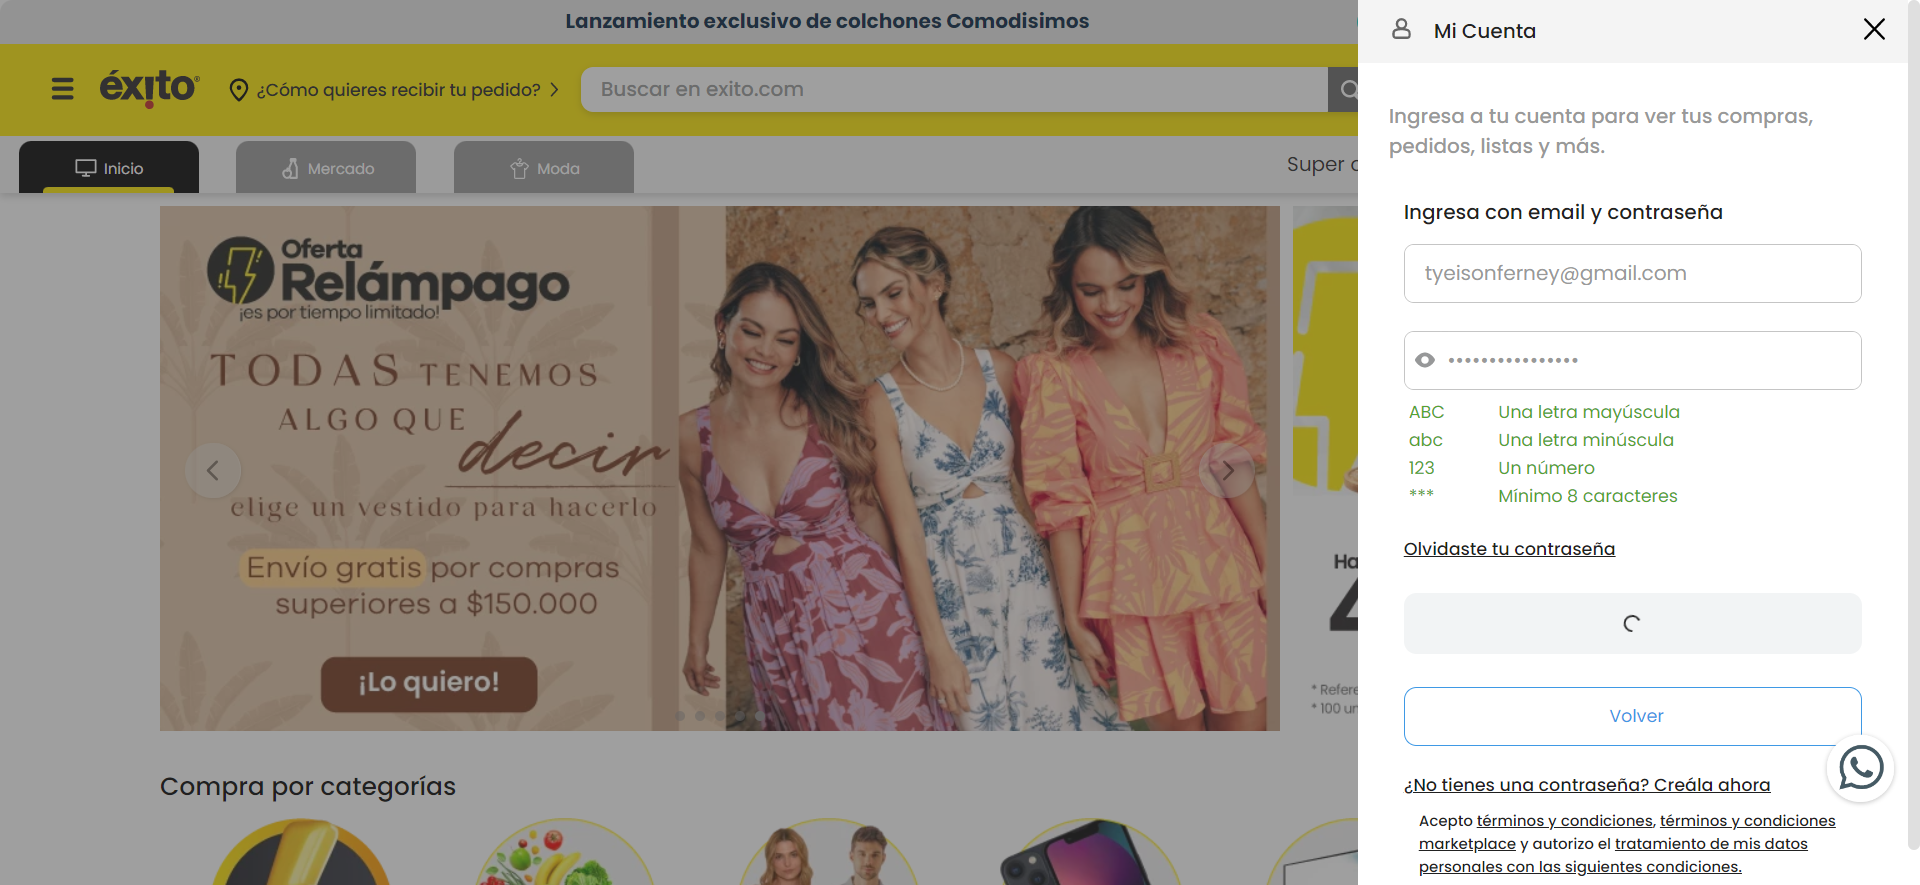 Lanzamiento exclusivo de colchones Comodisimos
éxito
¿Cómo quieres recibir tu pedido?
Buscar en exito.com
Inicio
Mercado
Moda
Super
Oferta
Relámpago
¡es por tiempo limitado!
TODAS TENEMOS
ALGO QUE
decir
elige un vestido para hacerlo
Envío gratis por compras
superiores a $150.000
¡Lo quiero!
Ha
4
* Refere
* 100 un
Compra por categorías
Mi Cuenta
Ingresa a tu cuenta para ver tus compras,
pedidos, listas y más.
Ingresa con email y contraseña
tyeisonferney@gmail.com
••••••••••••••••
ABC Una letra mayúscula
abc Una letra minúscula
123 Un número
*** Mínimo 8 caracteres
Olvidaste tu contraseña
Volver
¿No tienes una contraseña? Creála ahora
Acepto términos y condiciones, términos y condiciones
marketplace y autorizo el tratamiento de mis datos
personales con las siguientes condiciones.